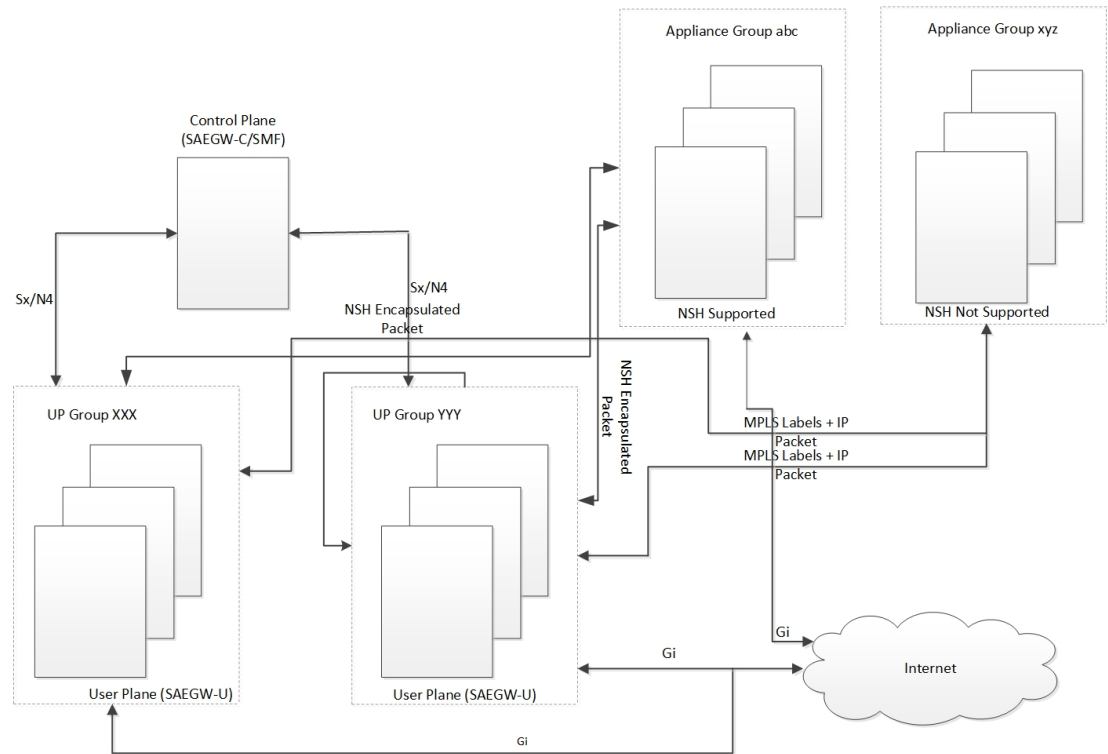 Appliance Group abc
Appliance Group xyz
Control Plane
(SAEGW-C/SMF)
Sx/N4
Sx/N4
NSH Encapsulated
Packet
NSH Supported
NSH Not Supported
NSH Encapsulated
Packet
UP Group XXX
UP Group YYY
MPLS Labels + IP
Packet
MPLS Labels + IP
Packet
User Plane (SAEGW-U)
User Plane (SAEGW-U)
Gi
Gi
Internet
Gi